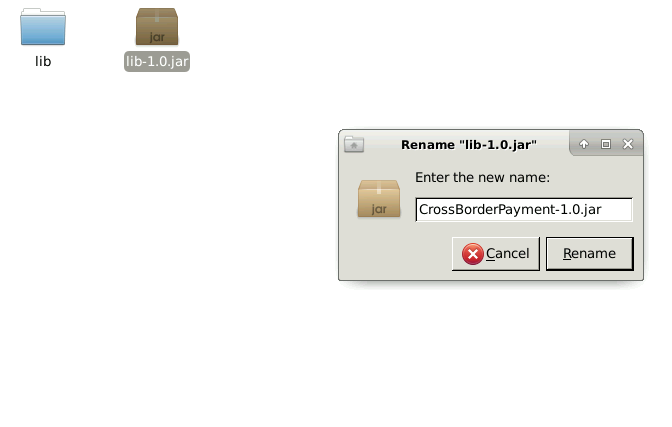 lib
jar
lib-1.0.jar
Rename "lib-1.0.jar"
Enter the new name:
jar
CrossBorderPayment-1.0.jar
Cancel
Rename